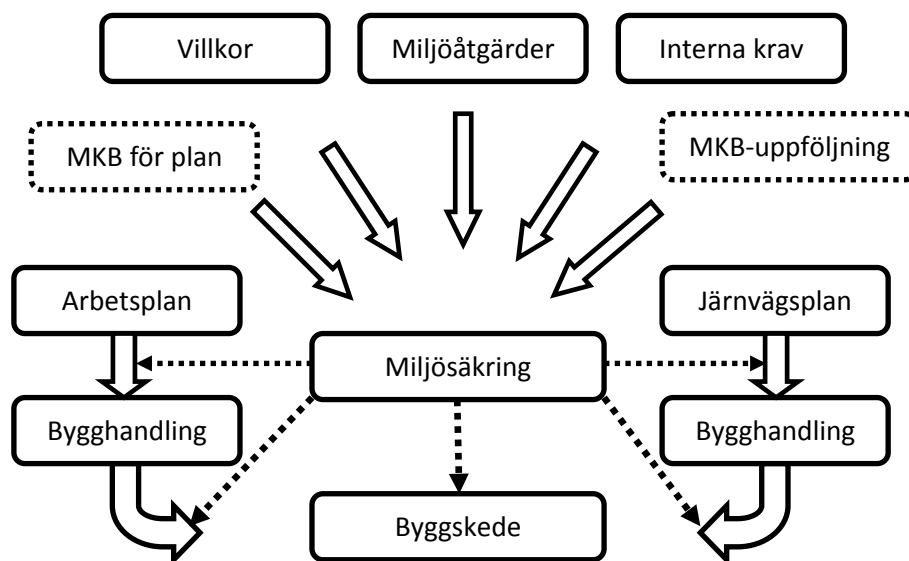 Villkor
Miljöåtgärder
Interna krav
MKB för plan
MKB-uppföljning
Arbetsplan
Järnvägsplan
Miljösäkring
Bygghandling
Bygghandling
Byggskede